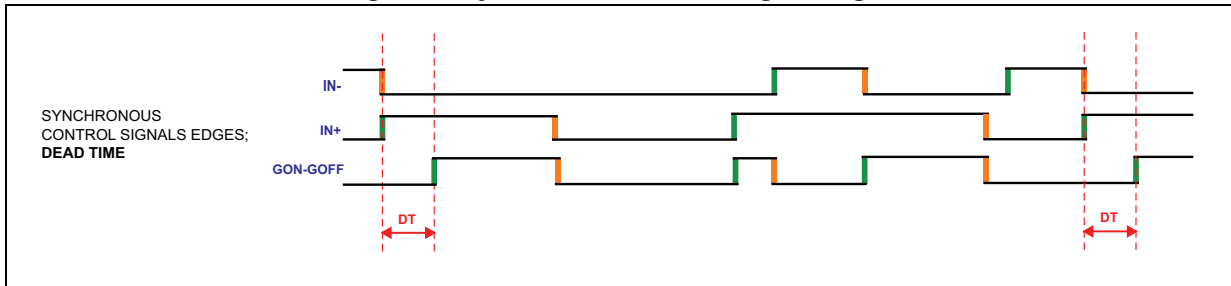 IN-
SYNCHRONOUS
CONTROL SIGNALS EDGES;
DEAD TIME
IN+
GON-GOFF
DT
DT